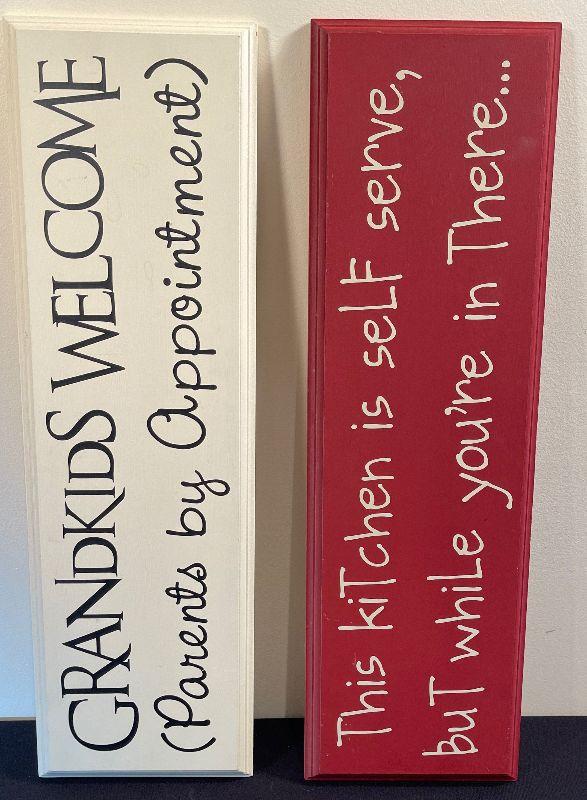 GRANDKIDS WELCOME
(Parents by Appointment)
This kiTchen is seLF serve,
buT whiLe you're in There...